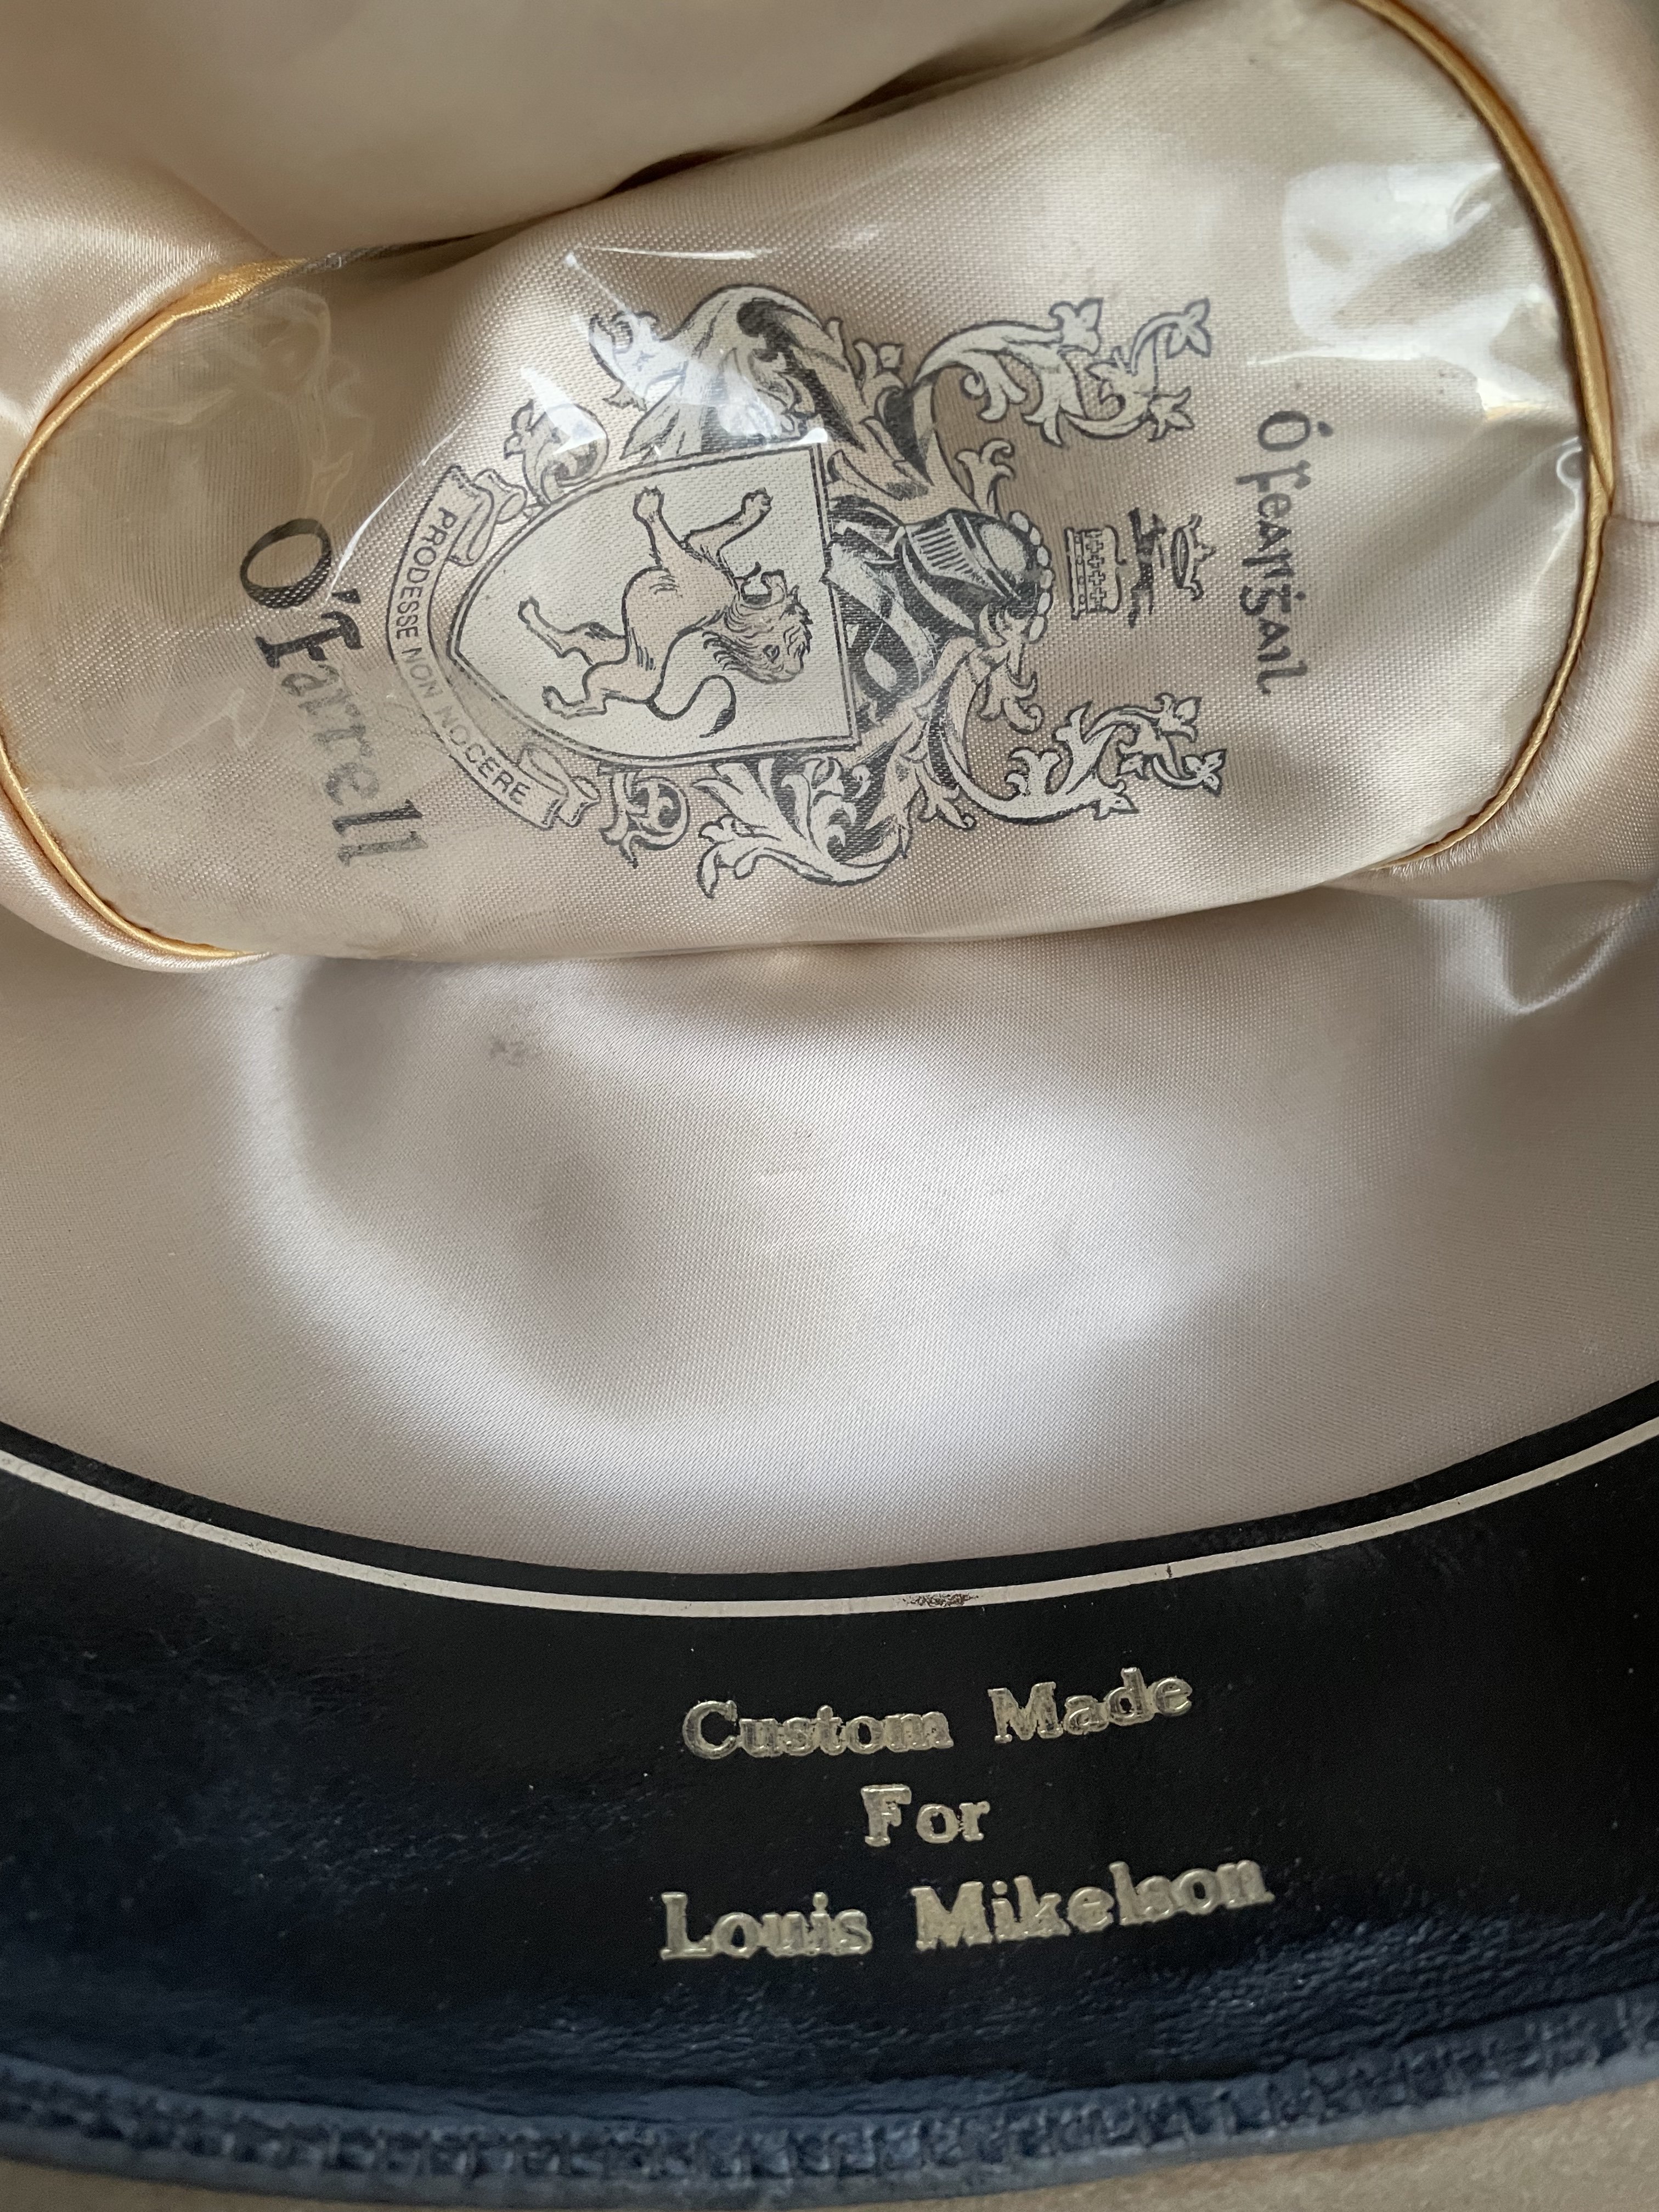 Ó Fearġail
PRODESSE NON NOCERE
O'Farrell
Custom Made
For
Louis Mikelson